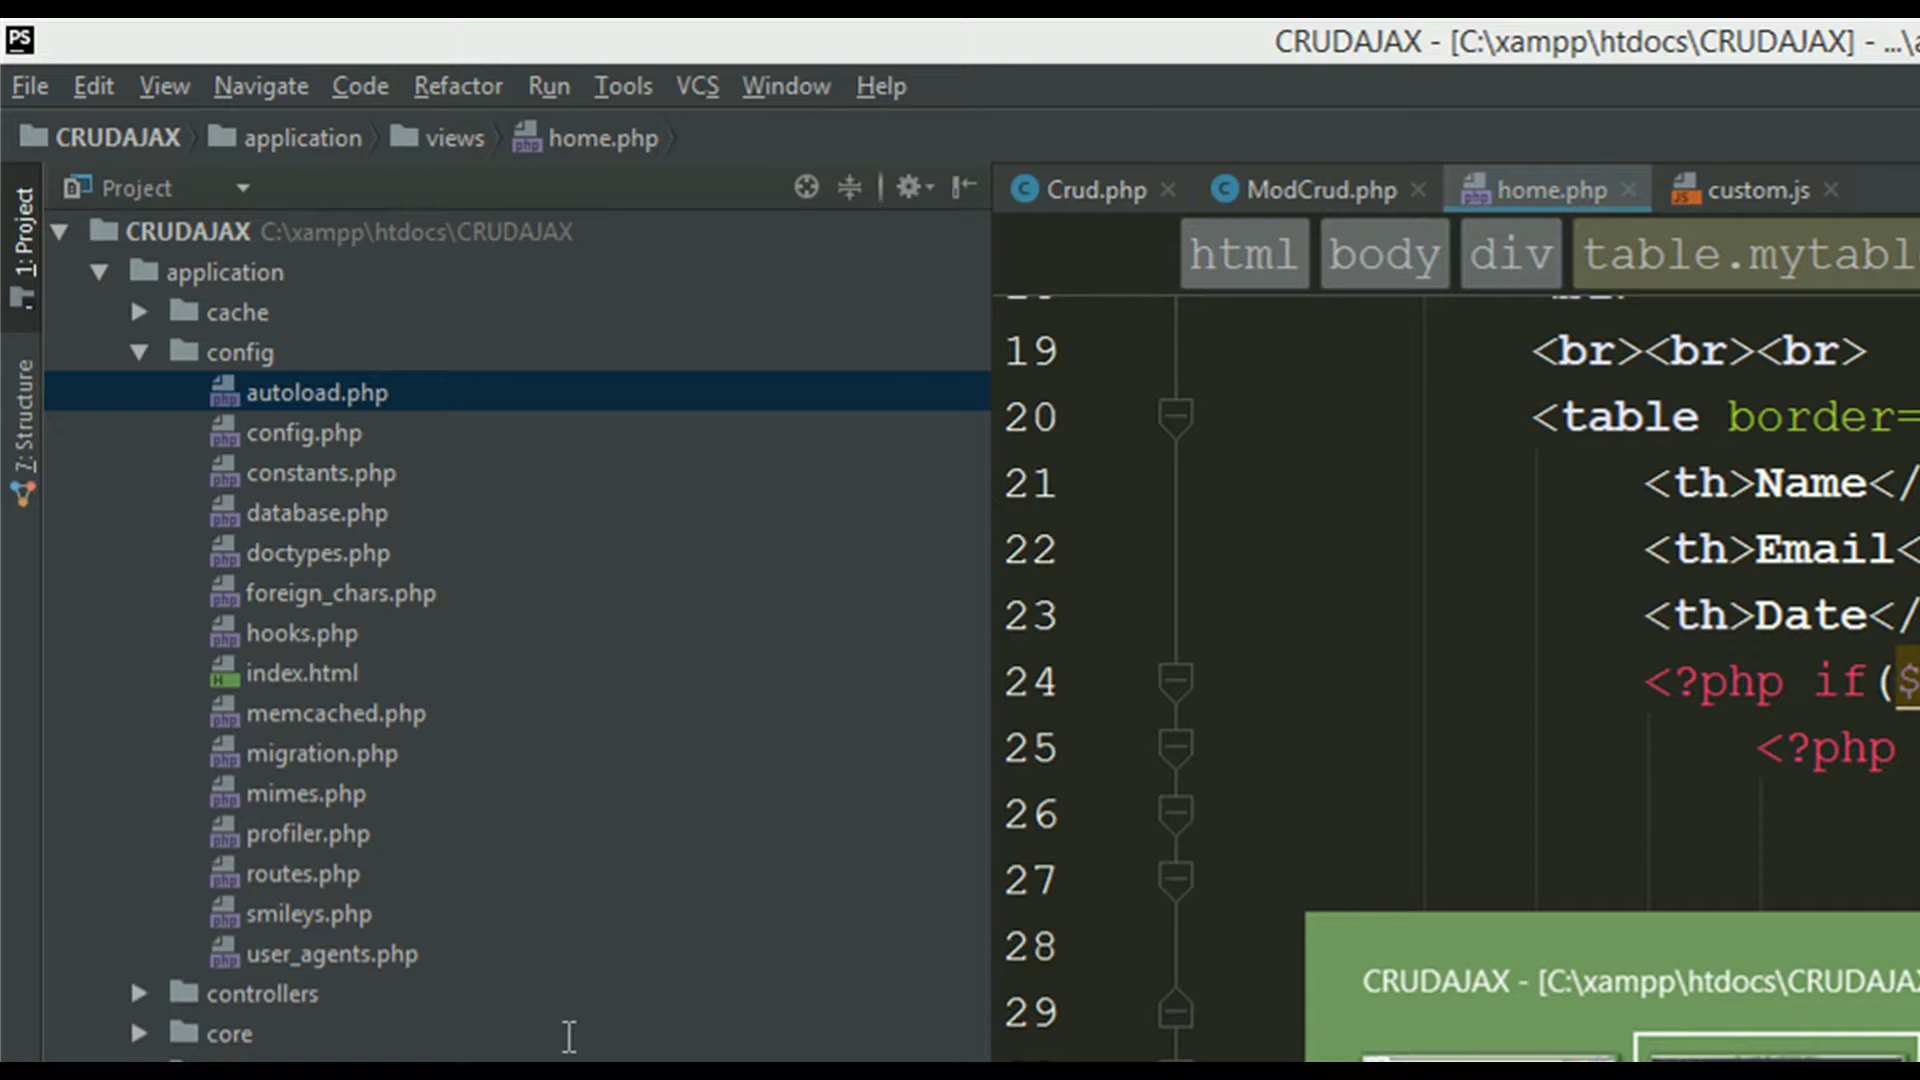 PS
CRUDAJAX - [C:\xampp\htdocs\CRUDAJAX] - ...\a
File Edit View Navigate Code Refactor Run Tools VCS Window Help
CRUDAJAX application views home.php
1: Project
7: Structure
Project
CRUDAJAX C:\xampp\htdocs\CRUDAJAX
application
cache
config
autoload.php
config.php
constants.php
database.php
doctypes.php
foreign_chars.php
hooks.php
index.html
memcached.php
migration.php
mimes.php
profiler.php
routes.php
smileys.php
user_agents.php
controllers
core
Crud.php ModCrud.php home.php custom.js
html body div table.mytabl
19 <br><br><br>
20 <table border=
21 <th>Name</
22 <th>Email<
23 <th>Date</
24 <?php if($
25 <?php
26
27
28
29
CRUDAJAX - [C:\xampp\htdocs\CRUDAJA